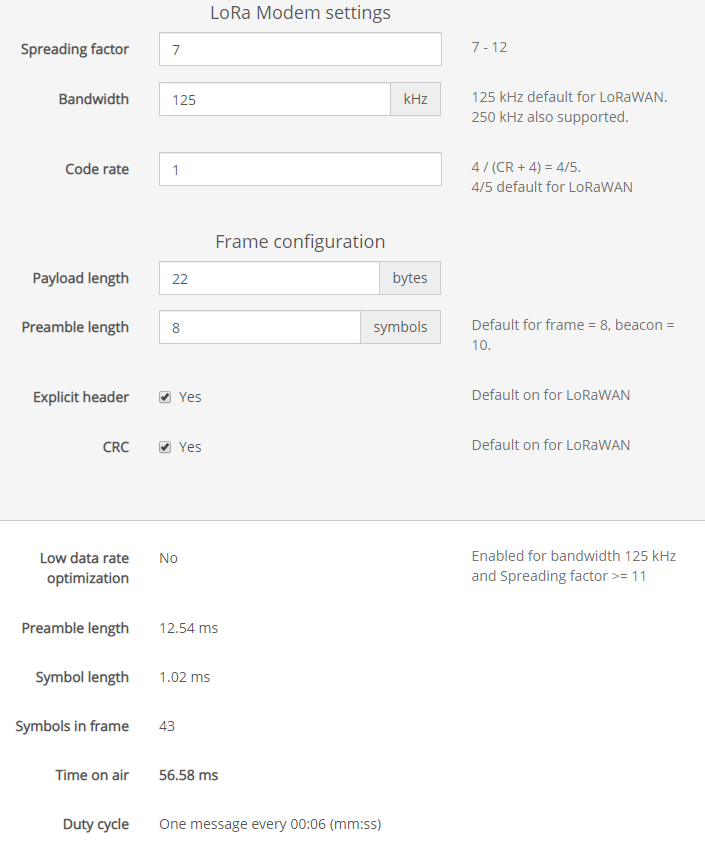 LoRa Modem settings
Spreading factor 7 7 - 12
Bandwidth 125 kHz 125 kHz default for LoRaWAN.
250 kHz also supported.
Code rate 1 4 / (CR + 4) = 4/5.
4/5 default for LoRaWAN
Frame configuration
Payload length 22 bytes
Preamble length 8 symbols Default for frame = 8, beacon =
10.
Explicit header Yes Default on for LoRaWAN
CRC Yes Default on for LoRaWAN
Low data rate No Enabled for bandwidth 125 kHz
optimization and Spreading factor >= 11
Preamble length 12.54 ms
Symbol length 1.02 ms
Symbols in frame 43
Time on air 56.58 ms
Duty cycle One message every 00:06 (mm:ss)